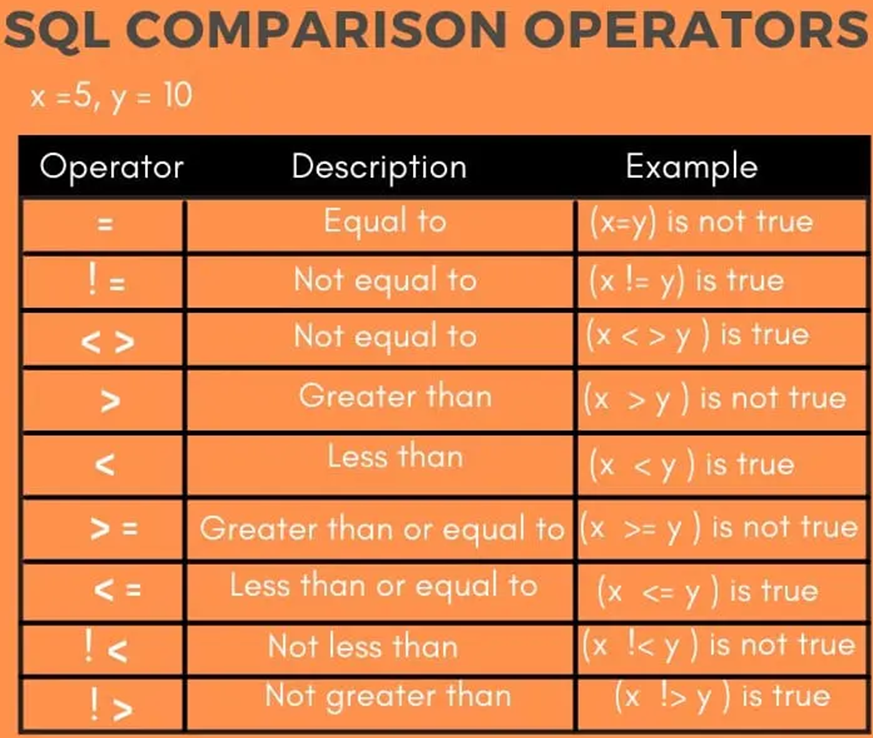 SQL COMPARISON OPERATORS
x =5, y = 10
Operator Description Example
= Equal to (x=y) is not true
! = Not equal to (x != y) is true
< > Not equal to (x < > y ) is true
> Greater than (x > y ) is not true
< Less than (x < y ) is true
> = Greater than or equal to (x >= y ) is not true
< = Less than or equal to (x <= y ) is true
! < Not less than (x !< y ) is not true
! > Not greater than (x !> y ) is true